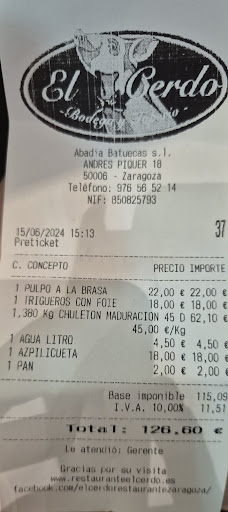 El Cerdo
Abadia Batuecas s.l.
ANDRES PIQUER 18
50006 - Zaragoza
Teléfono: 976 56 52 14
NIF: B50825793
15/06/2024 15:13 37
Preticket
C. CONCEPTO PRECIO IMPORTE
1 PULPO A LA BRASA 22,00 € 22,00 €
1 TRIGUEROS CON FOIE 18,00 € 18,00 €
1,380 Kg CHULETON MADURACION 45 D 62,10 €
45,00 €/Kg
1 AGUA LITRO 4,50 € 4,50 €
1 AZPILICUETA 18,00 € 18,00 €
1 PAN 2,00 € 2,00 €
Base imponible 115,09
I.V.A. 10,00% 11,51
Total: 126,60 €
Le atendió: Gerente
Gracias por su visita
www.restauranteelcerdo.es
facebook.com/elcerdorestaurantezaragoza/